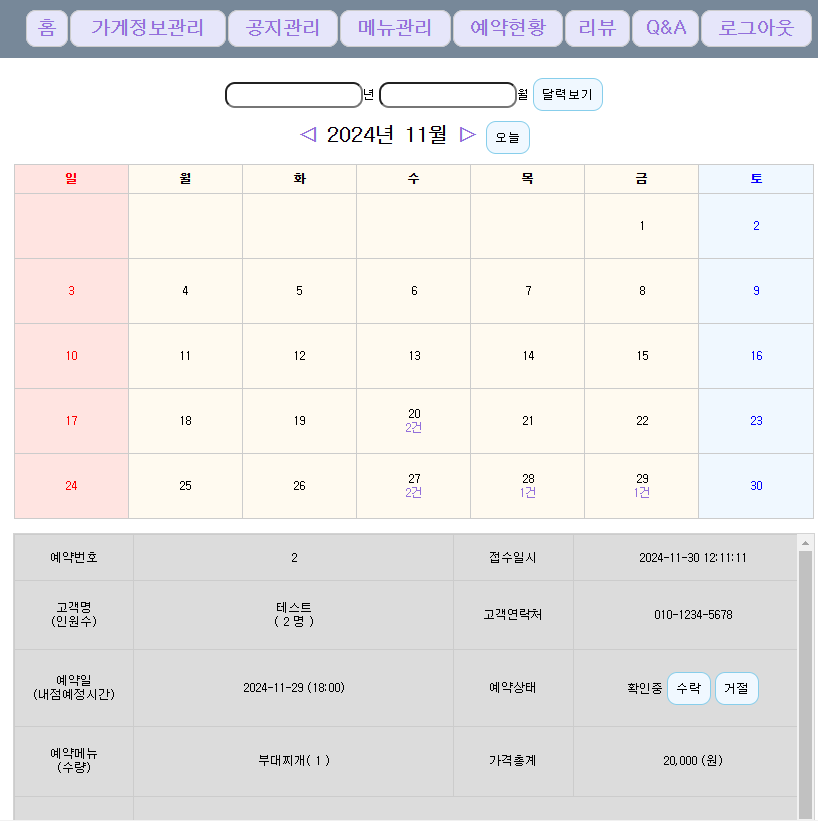 홈 가게정보관리 공지관리 메뉴관리 예약현황 리뷰 Q&A 로그아웃
년 월 달력보기
◁ 2024년 11월 ▷ 오늘
일 월 화 수 목 금 토
1 2
3 4 5 6 7 8 9
10 11 12 13 14 15 16
17 18 19 20 21 22 23
2건
24 25 26 27 28 29 30
2건 1건 1건
예약번호 2 접수일시 2024-11-30 12:11:11
고객명 테스트 고객연락처 010-1234-5678
(인원수) ( 2 명 )
예약일 2024-11-29 (18:00) 예약상태 확인중 수락 거절
(내점예정시간)
예약메뉴 부대찌개( 1 ) 가격총계 20,000 (원)
(수량)